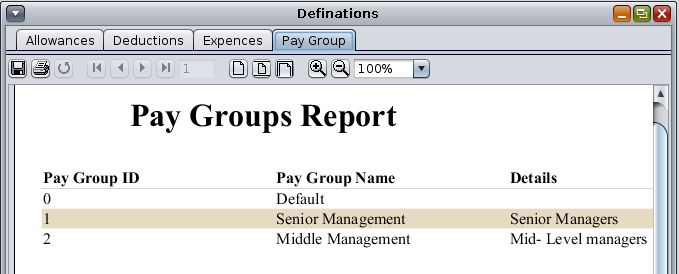 Definations
Allowances Deductions Expences Pay Group
1 100%
Pay Groups Report
Pay Group ID Pay Group Name Details
0 Default
1 Senior Management Senior Managers
2 Middle Management Mid- Level managers